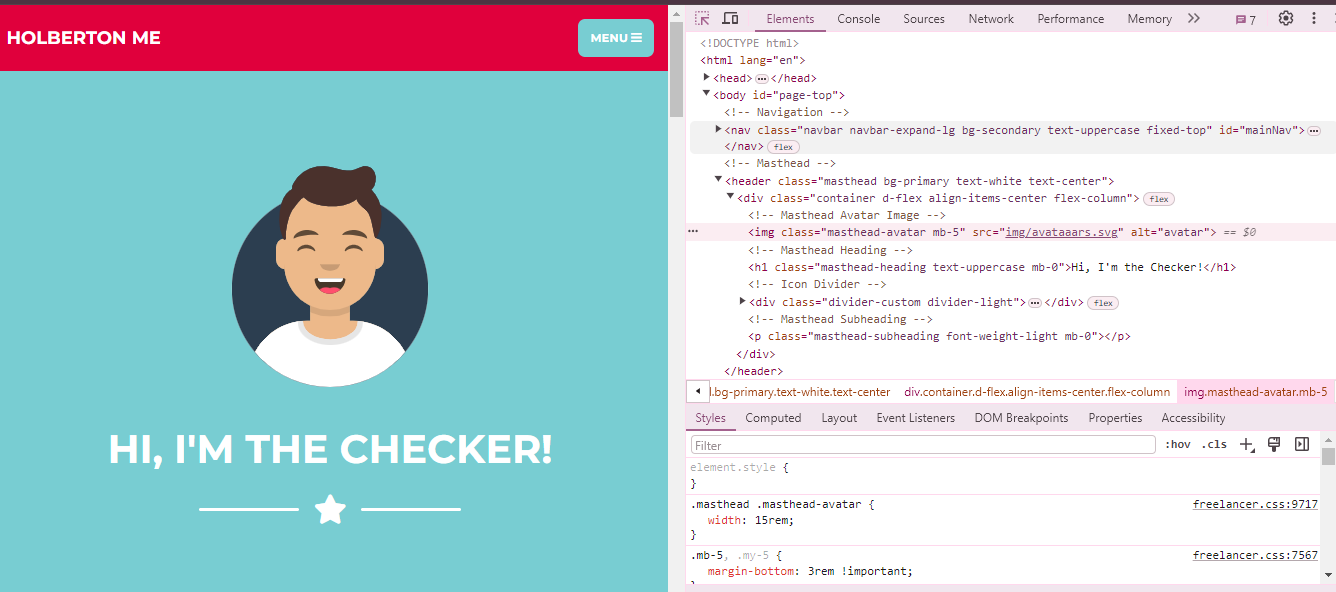 HOLBERTON ME
MENU
HI, I'M THE CHECKER!
Elements Console Sources Network Performance Memory 7
<!DOCTYPE html>
<html lang="en">
<head> ••• </head>
<body id="page-top">
<!-- Navigation -->
<nav class="navbar navbar-expand-lg bg-secondary text-uppercase fixed-top" id="mainNav"> •••
</nav> flex
<!-- Masthead -->
<header class="masthead bg-primary text-white text-center">
<div class="container d-flex align-items-center flex-column"> flex
<!-- Masthead Avatar Image -->
••• <img class="masthead-avatar mb-5" src="img/avataaars.svg" alt="avatar"> == $0
<!-- Masthead Heading -->
<h1 class="masthead-heading text-uppercase mb-0">Hi, I'm the Checker!</h1>
<!-- Icon Divider -->
<div class="divider-custom divider-light"> ••• </div> flex
<!-- Masthead Subheading -->
<p class="masthead-subheading font-weight-light mb-0"></p>
</div>
</header>
.bg-primary.text-white.text-center div.container.d-flex.align-items-center.flex-column img.masthead-avatar.mb-5
Styles Computed Layout Event Listeners DOM Breakpoints Properties Accessibility
Filter :hov .cls
element.style {
}
.masthead .masthead-avatar { freelancer.css:9717
width: 15rem;
}
.mb-5, .my-5 { freelancer.css:7567
margin-bottom: 3rem !important;